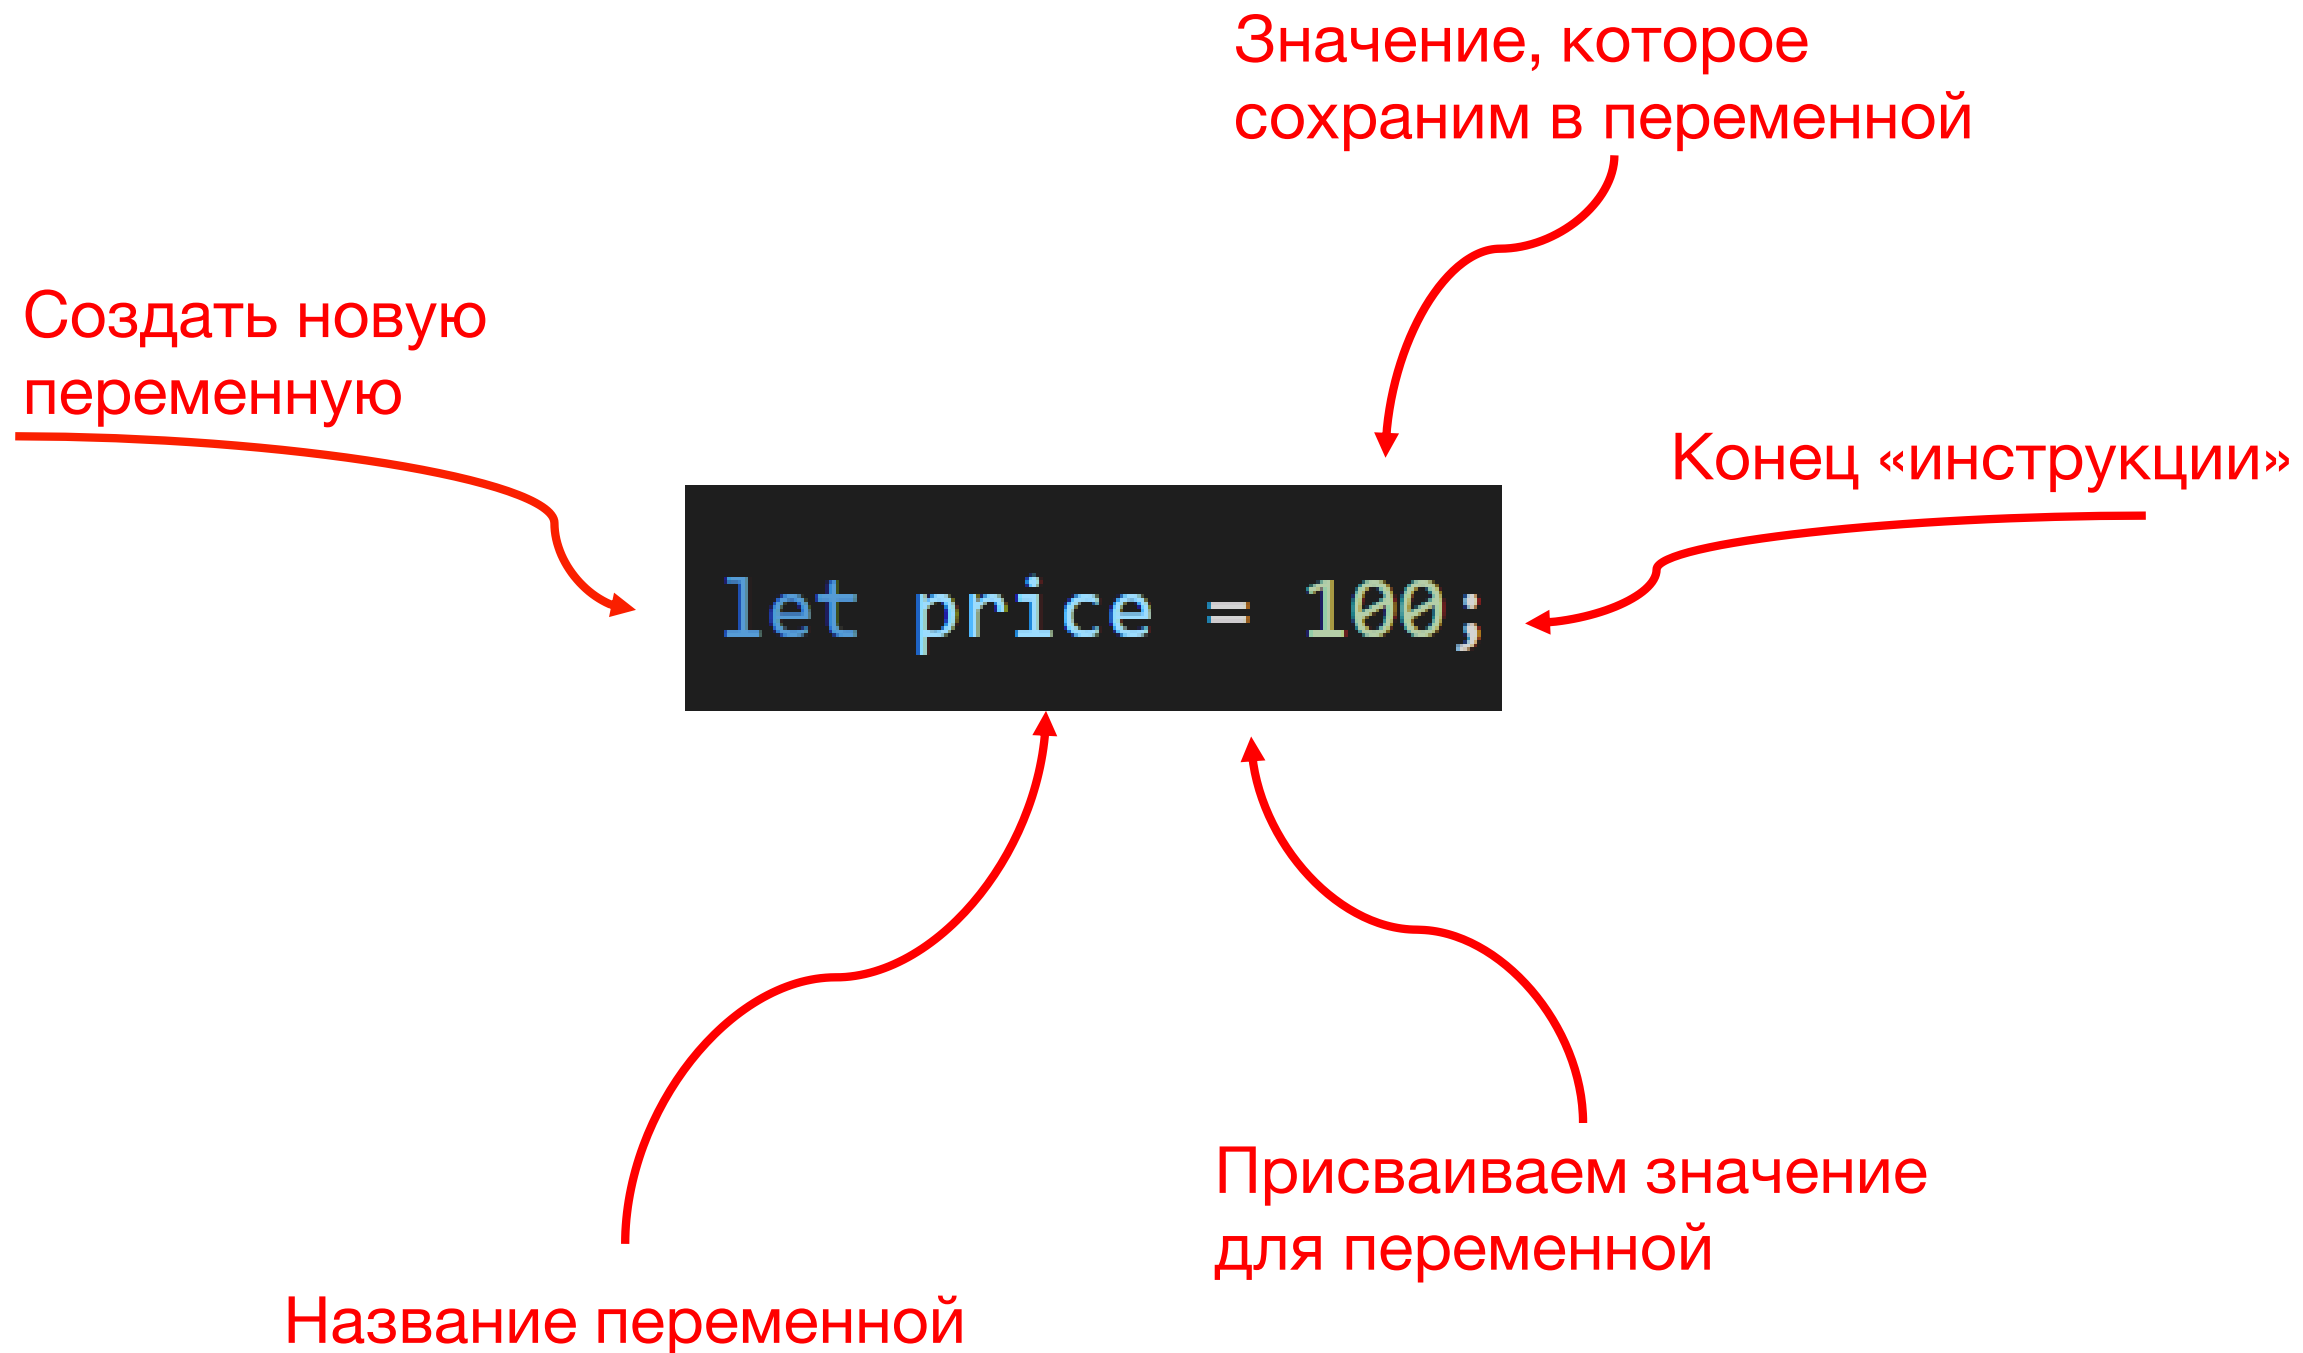 Значение, которое
сохраним в переменной
Создать новую
переменную
Конец «инструкции»
let price = 100;
Присваиваем значение
для переменной
Название переменной